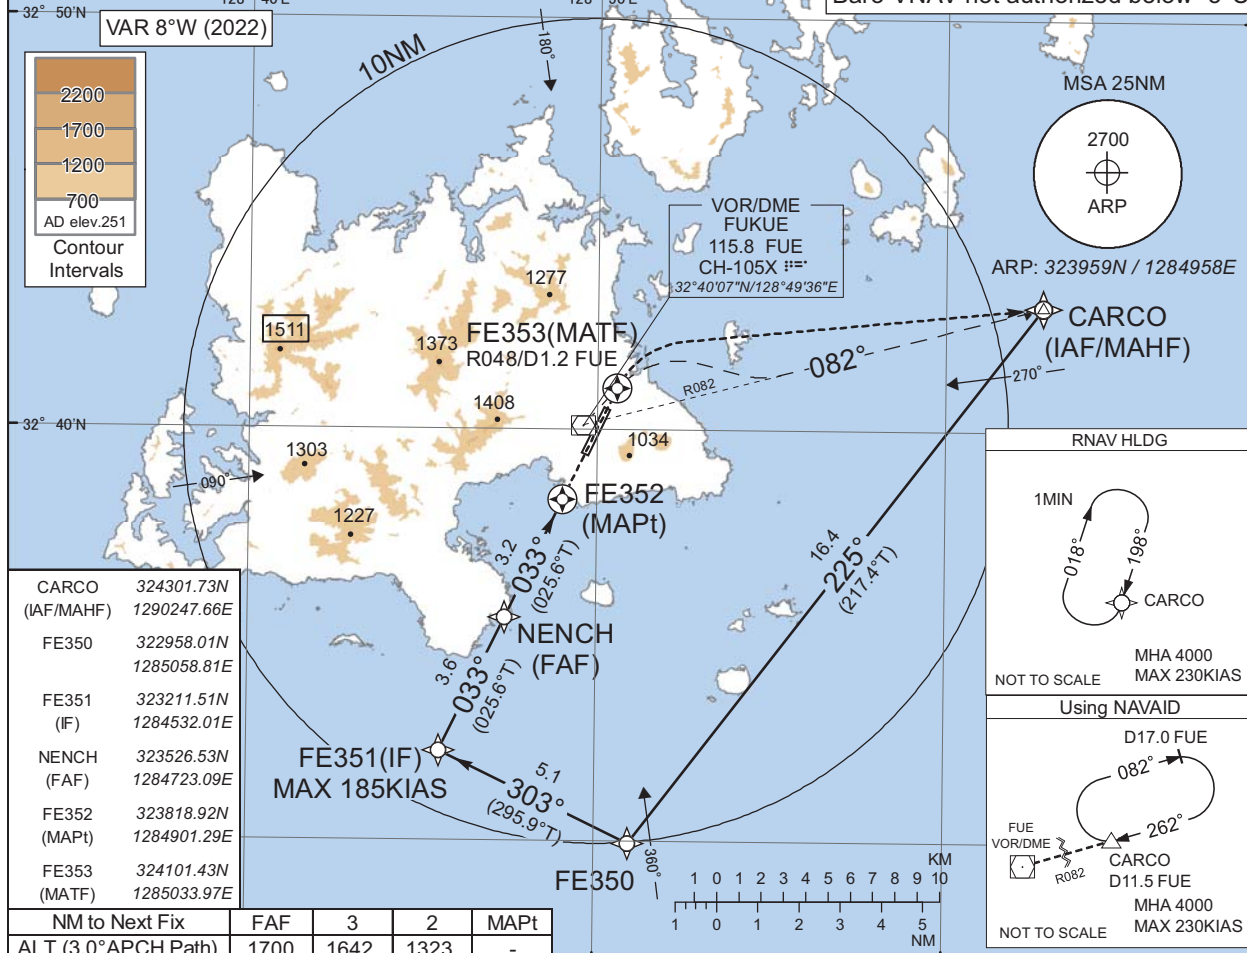 32° 50'N
VAR 8°W (2022)
10NM
180°
2200
1700
1200
700
AD elev.251
Contour
Intervals
MSA 25NM
2700
ARP
ARP: 323959N / 1284958E
VOR/DME
FUKUE
115.8 FUE
CH-105X
32°40'07"N/128°49'36"E
1277
1511
1373
FE353(MATF)
R048/D1.2 FUE
CARCO
(IAF/MAHF)
082°
R082
270°
1408
32° 40'N
1034
1303
090°
1227
FE352
(MAPt)
3.2
033°
(025.6°T)
16.4
225°
(217.4°T)
NENCH
(FAF)
3.6
033°
(025.6°T)
FE351(IF)
MAX 185KIAS
5.1
303°
(295.9°T)
FE350
360°
RNAV HLDG
1MIN
018°
198°
CARCO
MHA 4000
MAX 230KIAS
NOT TO SCALE
Using NAVAID
D17.0 FUE
082°
262°
FUE
VOR/DME
R082
CARCO
D11.5 FUE
MHA 4000
MAX 230KIAS
NOT TO SCALE
CARCO 324301.73N
(IAF/MAHF) 1290247.66E
FE350 322958.01N
1285058.81E
FE351 323211.51N
(IF) 1284532.01E
NENCH 323526.53N
(FAF) 1284723.09E
FE352 323818.92N
(MAPt) 1284901.29E
FE353 324101.43N
(MATF) 1285033.97E
KM
1 0 1 2 3 4 5 6 7 8 9 10
1 0 1 2 3 4 5
NM
NM to Next Fix FAF 3 2 MAPt
ALT (3.0°APCH Path) 1700 1642 1323 -